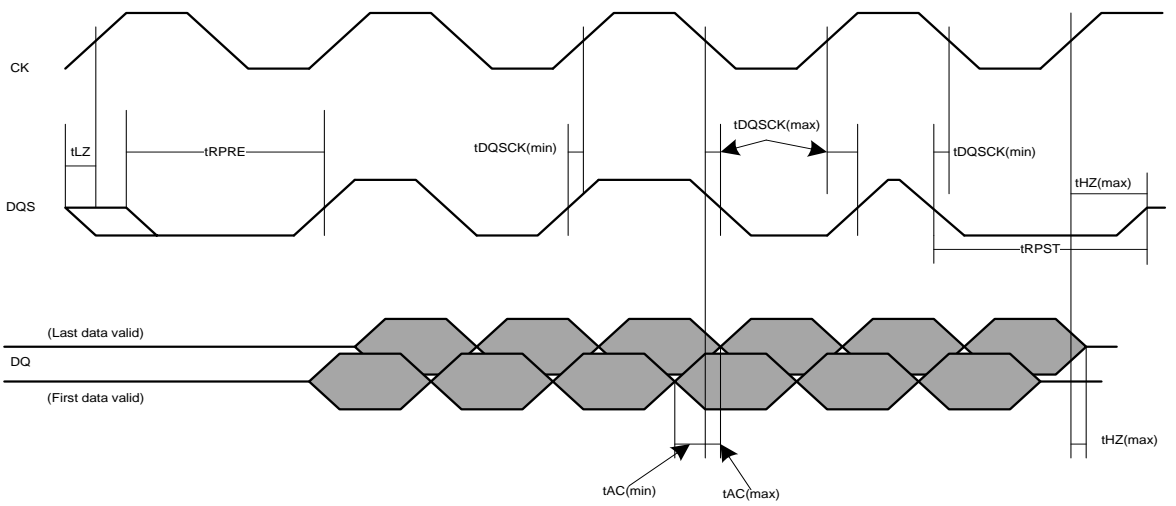 CK
tDQSCK(max)
tLZ
tRPRE
tDQSCK(min)
tDQSCK(min)
tHZ(max)
DQS
tRPST
(Last data valid)
DQ
(First data valid)
tHZ(max)
tAC(min)
tAC(max)